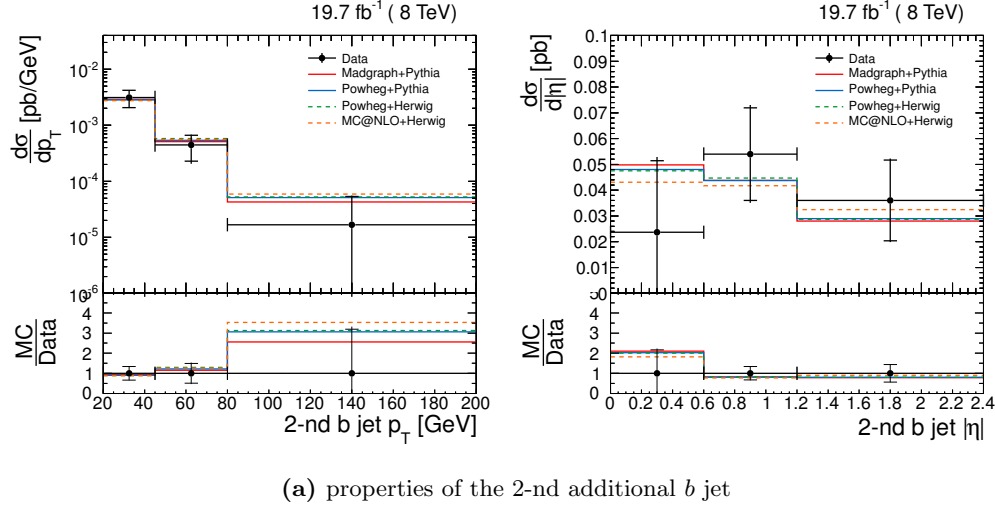 19.7 fb⁻¹ ( 8 TeV)
dσ/dp_T [pb/GeV]
10⁻²
10⁻³
10⁻⁴
10⁻⁵
10⁻⁶
Data
Madgraph+Pythia
Powheg+Pythia
Powheg+Herwig
MC@NLO+Herwig
MC/Data
5
4
3
2
1
0
20 40 60 80 100 120 140 160 180 200
2-nd b jet p_T [GeV]
19.7 fb⁻¹ ( 8 TeV)
dσ/d|η| [pb]
0.1
0.09
0.08
0.07
0.06
0.05
0.04
0.03
0.02
0.01
0
Data
Madgraph+Pythia
Powheg+Pythia
Powheg+Herwig
MC@NLO+Herwig
MC/Data
5
4
3
2
1
0
0 0.2 0.4 0.6 0.8 1 1.2 1.4 1.6 1.8 2 2.2 2.4
2-nd b jet |η|
(a) properties of the 2-nd additional b jet